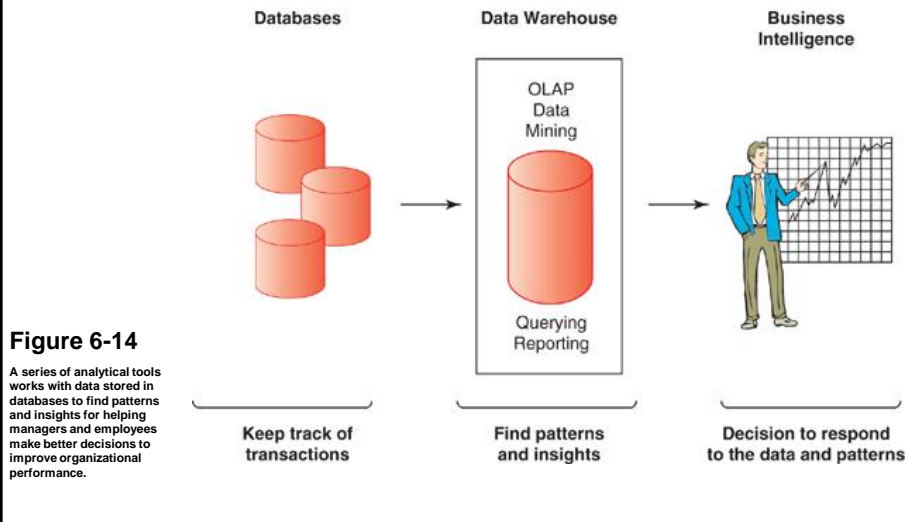 Databases
Data Warehouse
Business
Intelligence
OLAP
Data
Mining
Querying
Reporting
Figure 6-14
A series of analytical tools
works with data stored in
databases to find patterns
and insights for helping
managers and employees
make better decisions to
improve organizational
performance.
Keep track of
transactions
Find patterns
and insights
Decision to respond
to the data and patterns